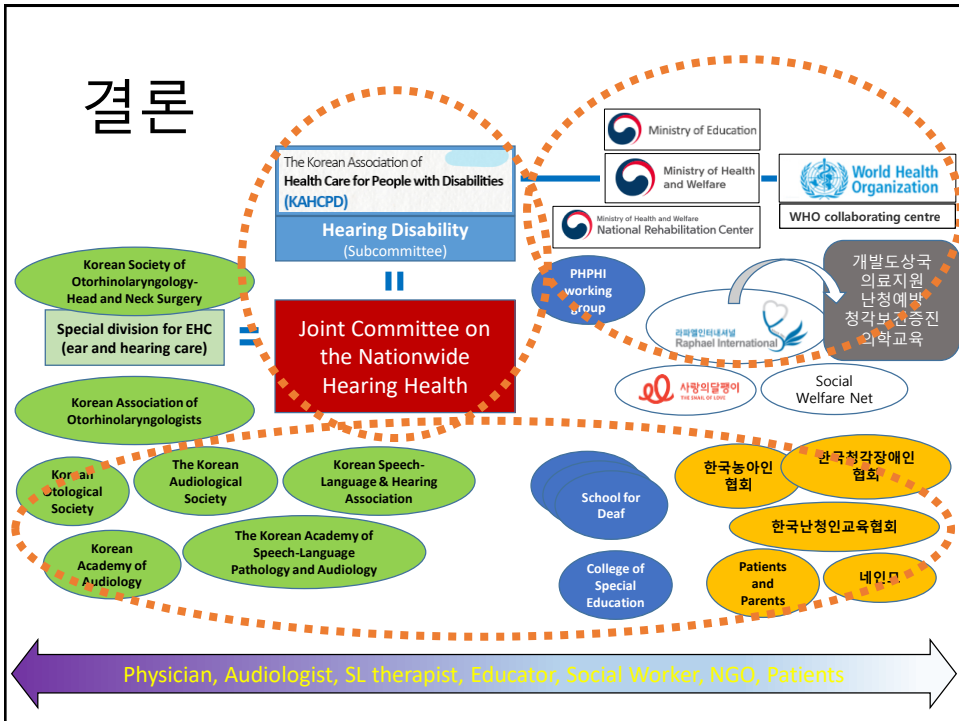 결론
The Korean Association of
Health Care for People with Disabilities
(KAHCPD)
Hearing Disability
(Subcommittee)
Ministry of Education
Ministry of Health
and Welfare
Ministry of Health and Welfare
National Rehabilitation Center
World Health
Organization
WHO collaborating centre
Korean Society of
Otorhinolaryngology-
Head and Neck Surgery
Special division for EHC
(ear and hearing care)
Joint Committee on
the Nationwide
Hearing Health
PHPHI
working
group
라파엘인터내셔널
Raphael International
개발도상국
의료지원
난청예방
청각보건증진
의학교육
사랑의달팽이
THE SNAIL OF LOVE
Social
Welfare Net
Korean Association of
Otorhinolaryngologists
Korean
Otological
Society
The Korean
Audiological
Society
Korean Speech-
Language & Hearing
Association
Korean
Academy of
Audiology
The Korean Academy of
Speech-Language
Pathology and Audiology
School for
Deaf
College of
Special
Education
한국농아인
협회
한국청각장애인
협회
한국난청인교육협회
Patients
and
Parents
네인모
Physician, Audiologist, SL therapist, Educator, Social Worker, NGO, Patients